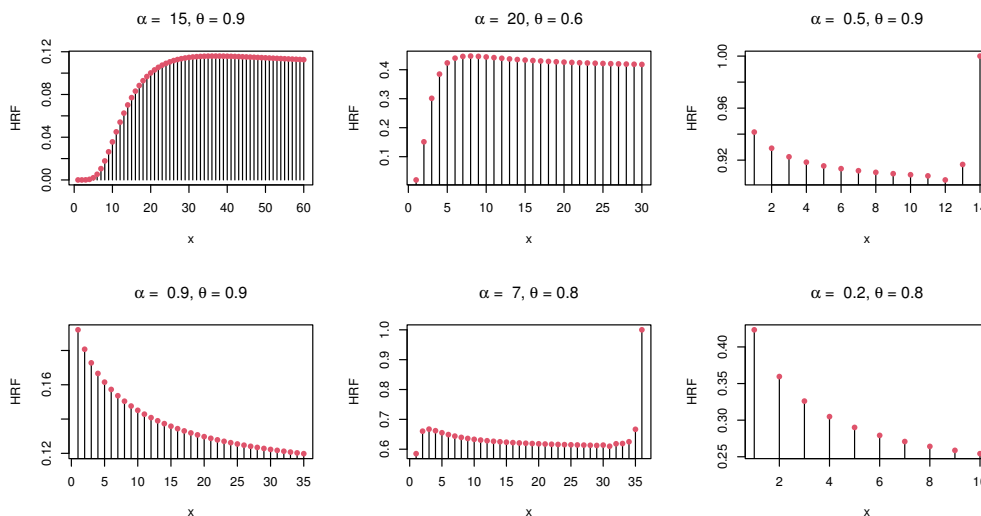 α = 15, θ = 0.9
HRF
0.00 0.04 0.08 0.12
0 10 20 30 40 50 60
x
α = 20, θ = 0.6
HRF
0.1 0.2 0.3 0.4
0 5 10 15 20 25 30
x
α = 0.5, θ = 0.9
HRF
0.92 0.96 1.00
2 4 6 8 10 12 14
x
α = 0.9, θ = 0.9
HRF
0.12 0.16
0 5 10 15 20 25 30 35
x
α = 7, θ = 0.8
HRF
0.6 0.7 0.8 0.9 1.0
0 5 10 15 20 25 30 35
x
α = 0.2, θ = 0.8
HRF
0.25 0.30 0.35 0.40
2 4 6 8 10
x